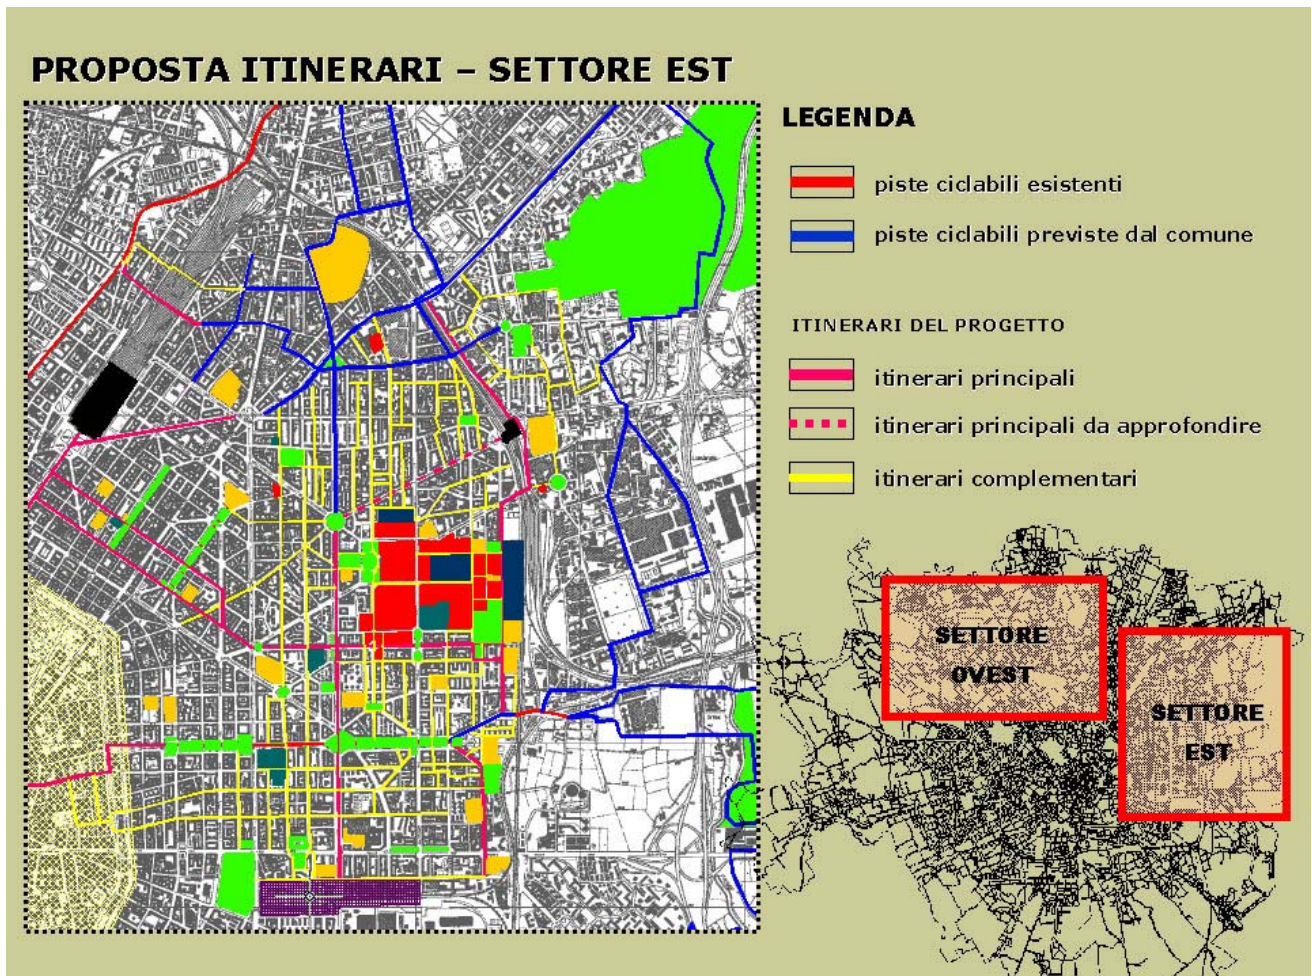 PROPOSTA ITINERARI – SETTORE EST
LEGENDA
piste ciclabili esistenti
piste ciclabili previste dal comune
ITINERARI DEL PROGETTO
itinerari principali
itinerari principali da approfondire
itinerari complementari
SETTORE
OVEST
SETTORE
EST